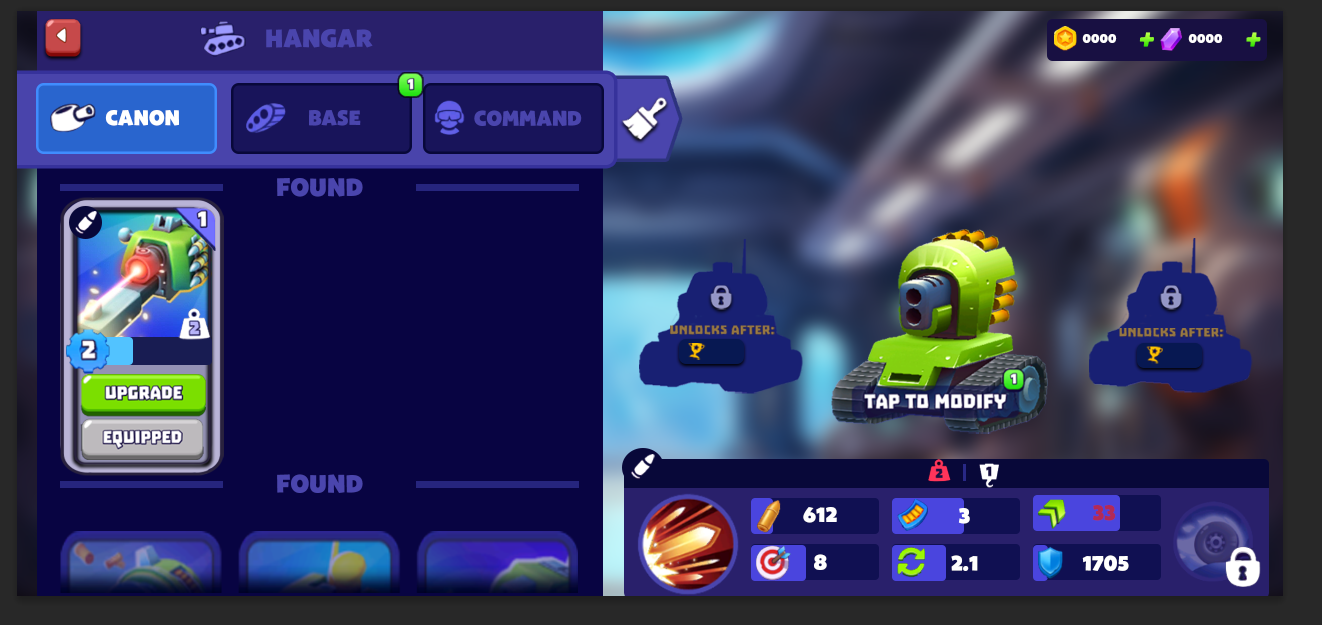 HANGAR
0000
0000
CANON
BASE
1
COMMAND
FOUND
1
2
2
UPGRADE
EQUIPPED
FOUND
UNLOCKS AFTER:
UNLOCKS AFTER:
1
TAP TO MODIFY
2
1
612
3
33
8
2.1
1705